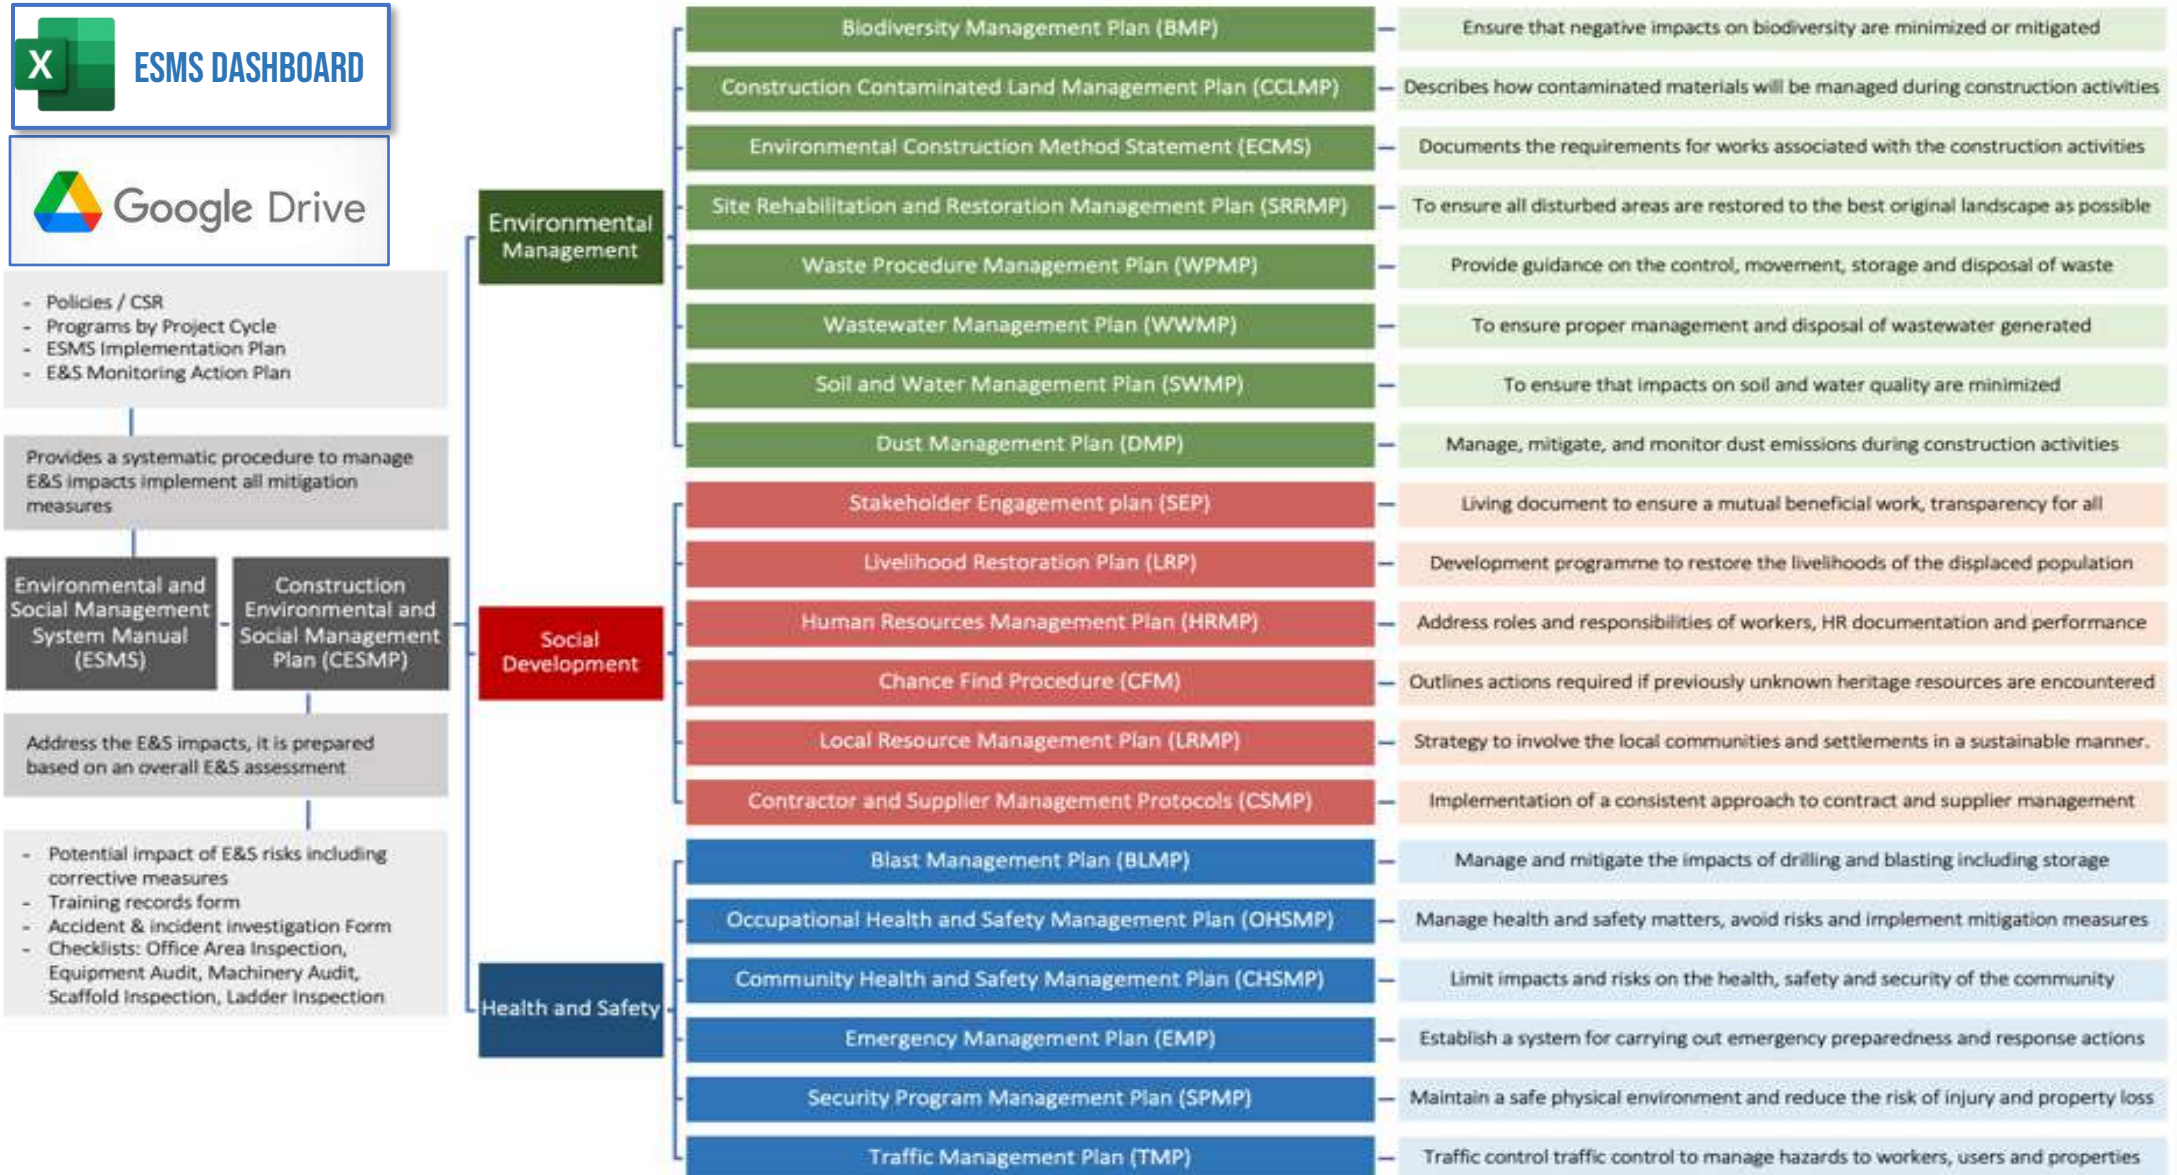 X
ESMS DASHBOARD
Google Drive
- Policies / CSR
- Programs by Project Cycle
- ESMS Implementation Plan
- E&S Monitoring Action Plan
Provides a systematic procedure to manage
E&S impacts implement all mitigation
measures
Environmental and
Social Management
System Manual
(ESMS)
Construction
Environmental and
Social Management
Plan (CESMP)
Address the E&S impacts, it is prepared
based on an overall E&S assessment
- Potential impact of E&S risks including
corrective measures
- Training records form
- Accident & incident investigation Form
- Checklists: Office Area Inspection,
Equipment Audit, Machinery Audit,
Scaffold Inspection, Ladder Inspection
Environmental
Management
Biodiversity Management Plan (BMP)
Ensure that negative impacts on biodiversity are minimized or mitigated
Construction Contaminated Land Management Plan (CCLMP)
Describes how contaminated materials will be managed during construction activities
Environmental Construction Method Statement (ECMS)
Documents the requirements for works associated with the construction activities
Site Rehabilitation and Restoration Management Plan (SRRMP)
To ensure all disturbed areas are restored to the best original landscape as possible
Waste Procedure Management Plan (WPMP)
Provide guidance on the control, movement, storage and disposal of waste
Wastewater Management Plan (WWMP)
To ensure proper management and disposal of wastewater generated
Soil and Water Management Plan (SWMP)
To ensure that impacts on soil and water quality are minimized
Dust Management Plan (DMP)
Manage, mitigate, and monitor dust emissions during construction activities
Social
Development
Stakeholder Engagement plan (SEP)
Living document to ensure a mutual beneficial work, transparency for all
Livelihood Restoration Plan (LRP)
Development programme to restore the livelihoods of the displaced population
Human Resources Management Plan (HRMP)
Address roles and responsibilities of workers, HR documentation and performance
Chance Find Procedure (CFM)
Outlines actions required if previously unknown heritage resources are encountered
Local Resource Management Plan (LRMP)
Strategy to involve the local communities and settlements in a sustainable manner.
Contractor and Supplier Management Protocols (CSMP)
Implementation of a consistent approach to contract and supplier management
Health and Safety
Blast Management Plan (BLMP)
Manage and mitigate the impacts of drilling and blasting including storage
Occupational Health and Safety Management Plan (OHSMP)
Manage health and safety matters, avoid risks and implement mitigation measures
Community Health and Safety Management Plan (CHSMP)
Limit impacts and risks on the health, safety and security of the community
Emergency Management Plan (EMP)
Establish a system for carrying out emergency preparedness and response actions
Security Program Management Plan (SPMP)
Maintain a safe physical environment and reduce the risk of injury and property loss
Traffic Management Plan (TMP)
Traffic control traffic control to manage hazards to workers, users and properties